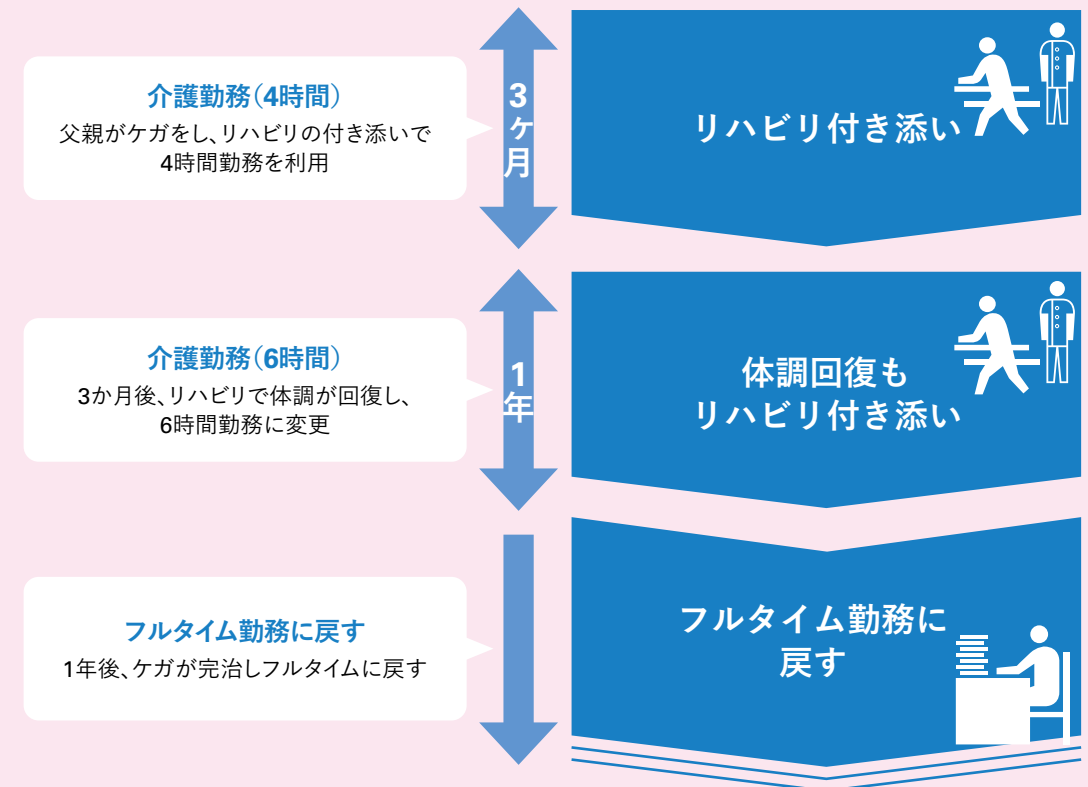 介護勤務（4時間）
父親がケガをし、リハビリの付き添いで
4時間勤務を利用
3ヶ月
リハビリ付き添い
介護勤務（6時間）
3か月後、リハビリで体調が回復し、
6時間勤務に変更
1年
体調回復も
リハビリ付き添い
フルタイム勤務に戻す
1年後、ケガが完治しフルタイムに戻す
フルタイム勤務に
戻す